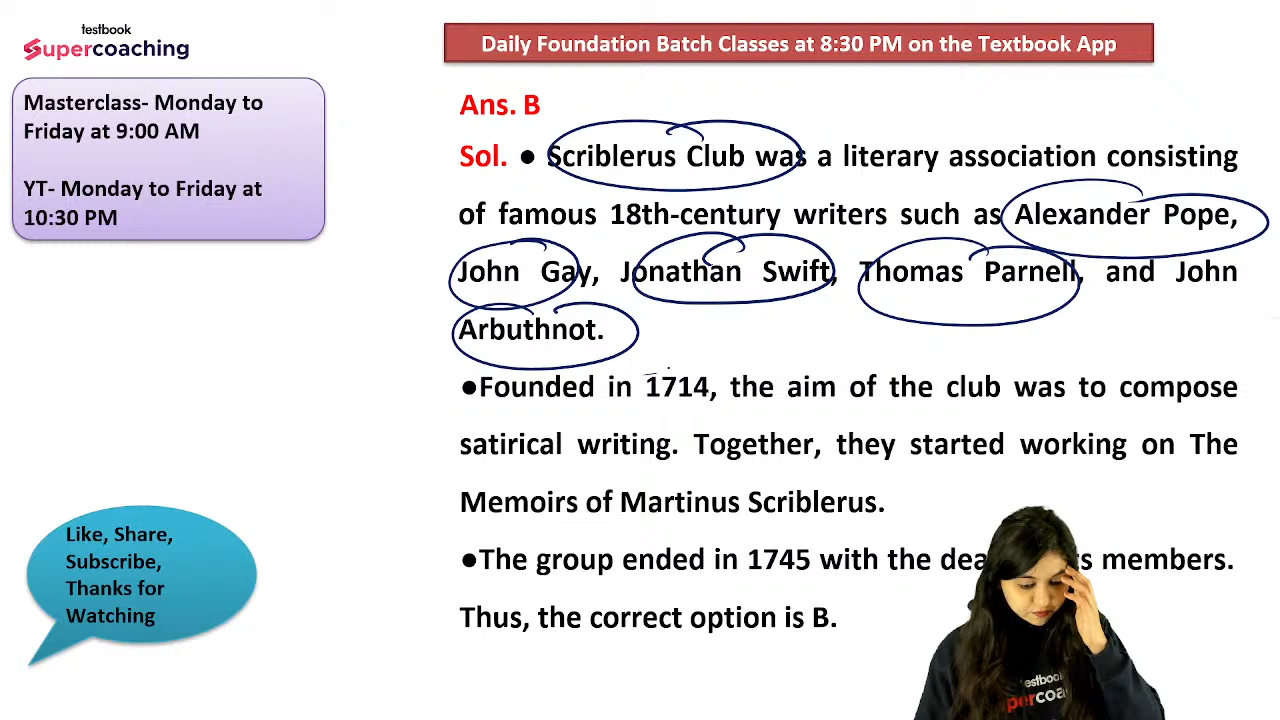 testbook
Supercoaching
Daily Foundation Batch Classes at 8:30 PM on the Textbook App
Masterclass- Monday to
Friday at 9:00 AM
YT- Monday to Friday at
10:30 PM
Ans. B
Sol. ● Scriblerus Club was a literary association consisting
of famous 18th-century writers such as Alexander Pope,
John Gay, Jonathan Swift, Thomas Parnell, and John
Arbuthnot.
●Founded in 1714, the aim of the club was to compose
satirical writing. Together, they started working on The
Memoirs of Martinus Scriblerus.
●The group ended in 1745 with the members.
Thus, the correct option is B.
Like, Share,
Subscribe,
Thanks for
Watching
testbook